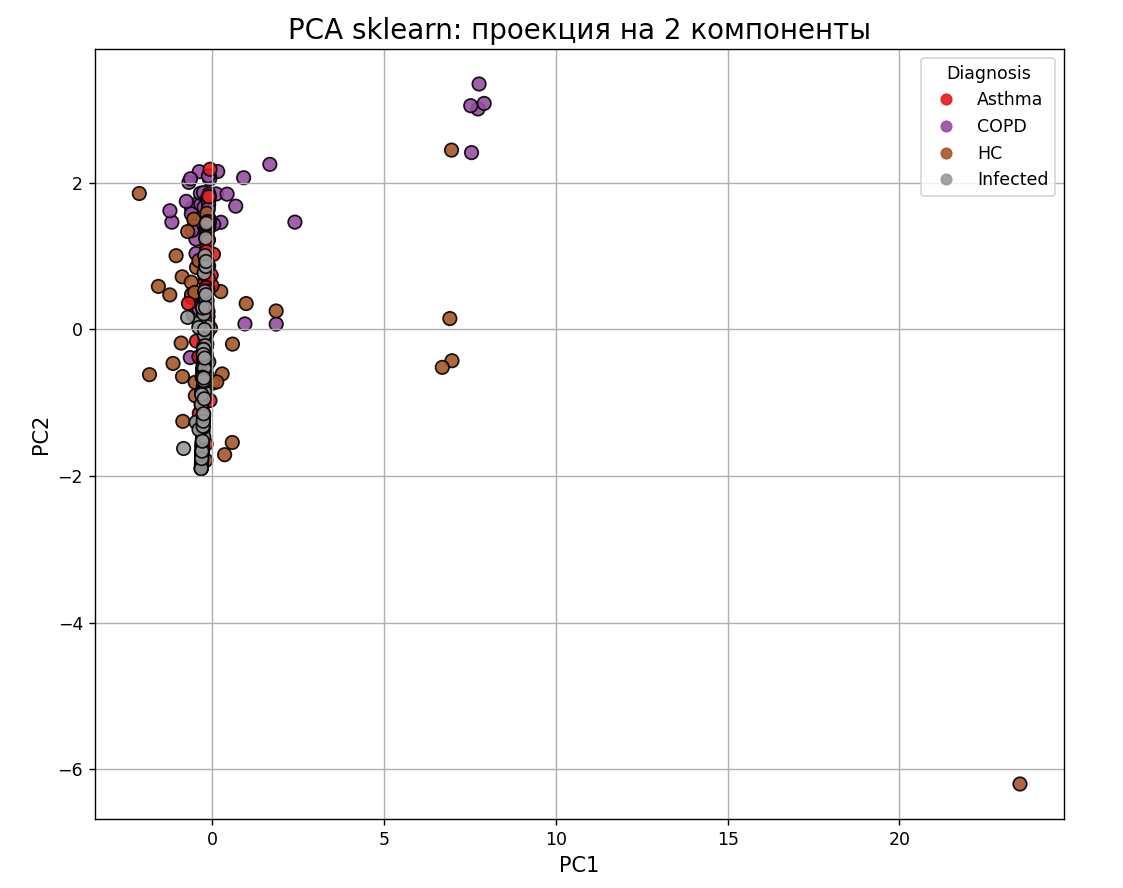 PCA sklearn: проекция на 2 компоненты
Diagnosis
Asthma
COPD
HC
Infected
PC2
2
0
−2
−4
−6
0 5 10 15 20
PC1